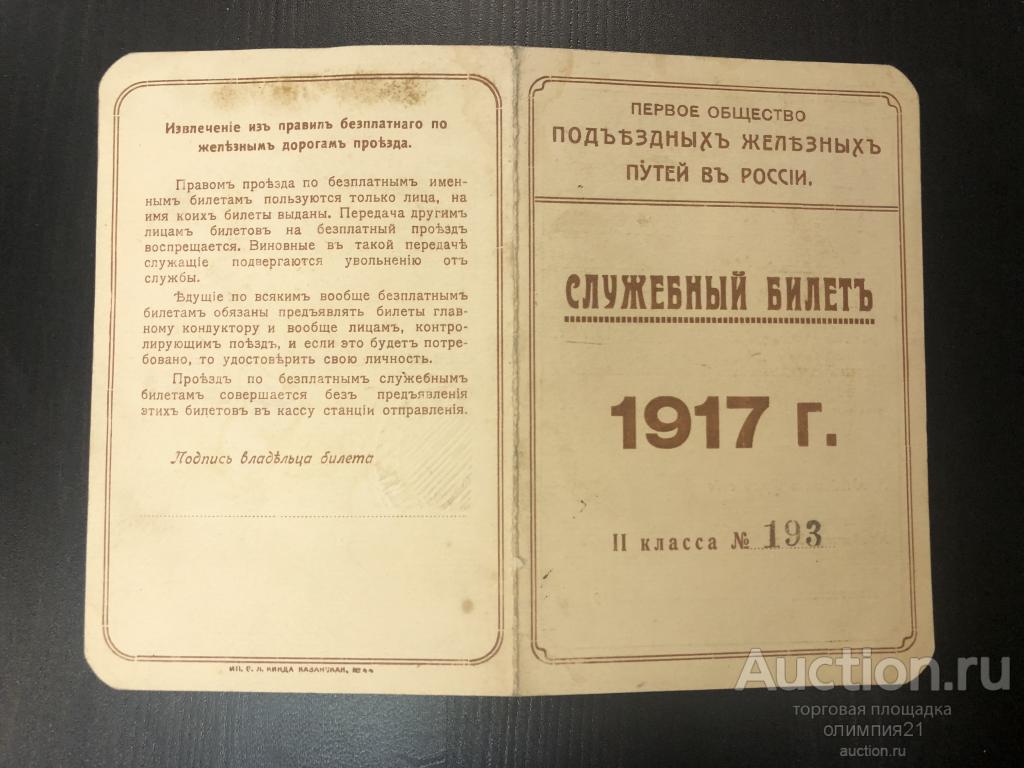 Извлеченіе изъ правилъ безплатнаго по
желѣзнымъ дорогамъ проѣзда.
Правомъ проѣзда по безплатнымъ имен-
нымъ билетамъ пользуются только лица, на
имя коихъ билеты выданы. Передача другимъ
лицамъ билетовъ на безплатный проѣздъ
воспрещается. Виновные въ такой передачѣ
служащіе подвергаются увольненію отъ
службы.
Ѣдущіе по всякимъ вообще безплатнымъ
билетамъ обязаны предъявлять билеты глав-
ному кондуктору и вообще лицамъ, контро-
лирующимъ поѣздъ, и если это будетъ потре-
бовано, то удостовѣрить свою личность.
Проѣздъ по безплатнымъ служебнымъ
билетамъ совершается безъ предъявленія
этихъ билетовъ въ кассу станціи отправленія.
Подпись владѣльца билета
КАЗАНСКАЯ, № 44
ПЕРВОЕ ОБЩЕСТВО
ПОДЪѢЗДНЫХЪ ЖЕЛѢЗНЫХЪ
ПУТЕЙ ВЪ РОССІИ.
СЛУЖЕБНЫЙ БИЛЕТЪ
1917 г.
II класса № 193
Auction.ru
торговая площадка
олимпия21
auction.ru